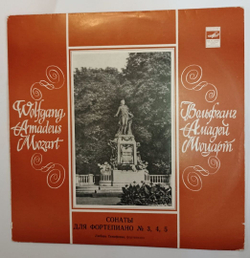 Wolfgang
Amadeus
Mozart
Вольфганг
Амадей
Моцарт
СОНАТЫ
ДЛЯ ФОРТЕПИАНО № 3, 4, 5